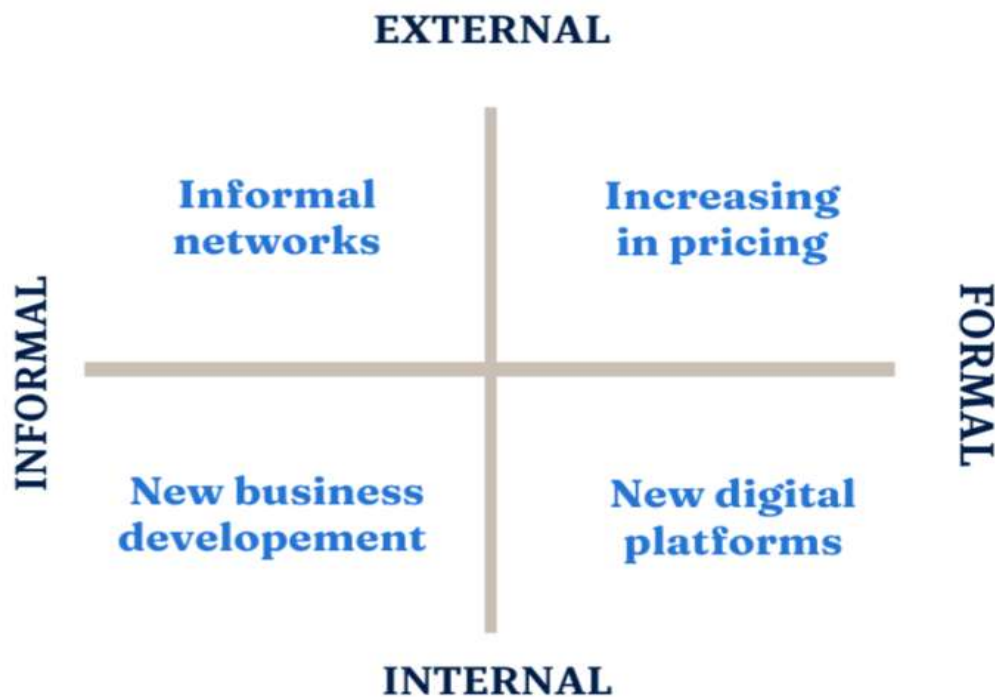 EXTERNAL
Informal
networks
Increasing
in pricing
INFORMAL
FORMAL
New business
developement
New digital
platforms
INTERNAL